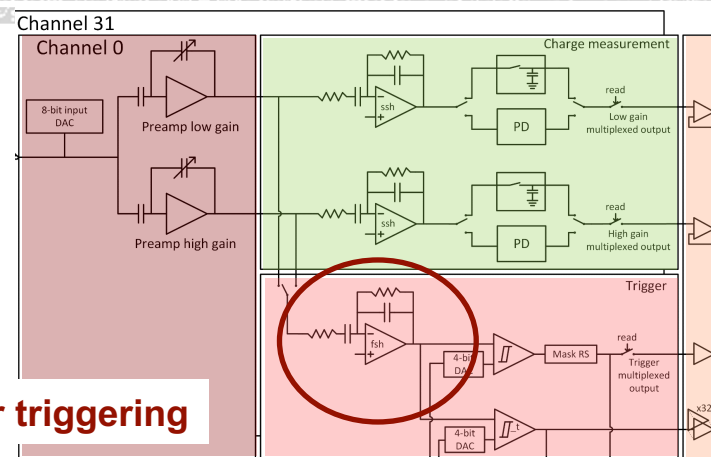 Channel 31
Channel 0
8-bit input
DAC
Preamp low gain
Preamp high gain
Charge measurement
ssh
PD
read
Low gain
multiplexed output
ssh
PD
read
High gain
multiplexed output
Trigger
fsh
4-bit
DAC
Mask RS
read
Trigger
multiplexed
output
4-bit
DAC
_t
x32
r triggering